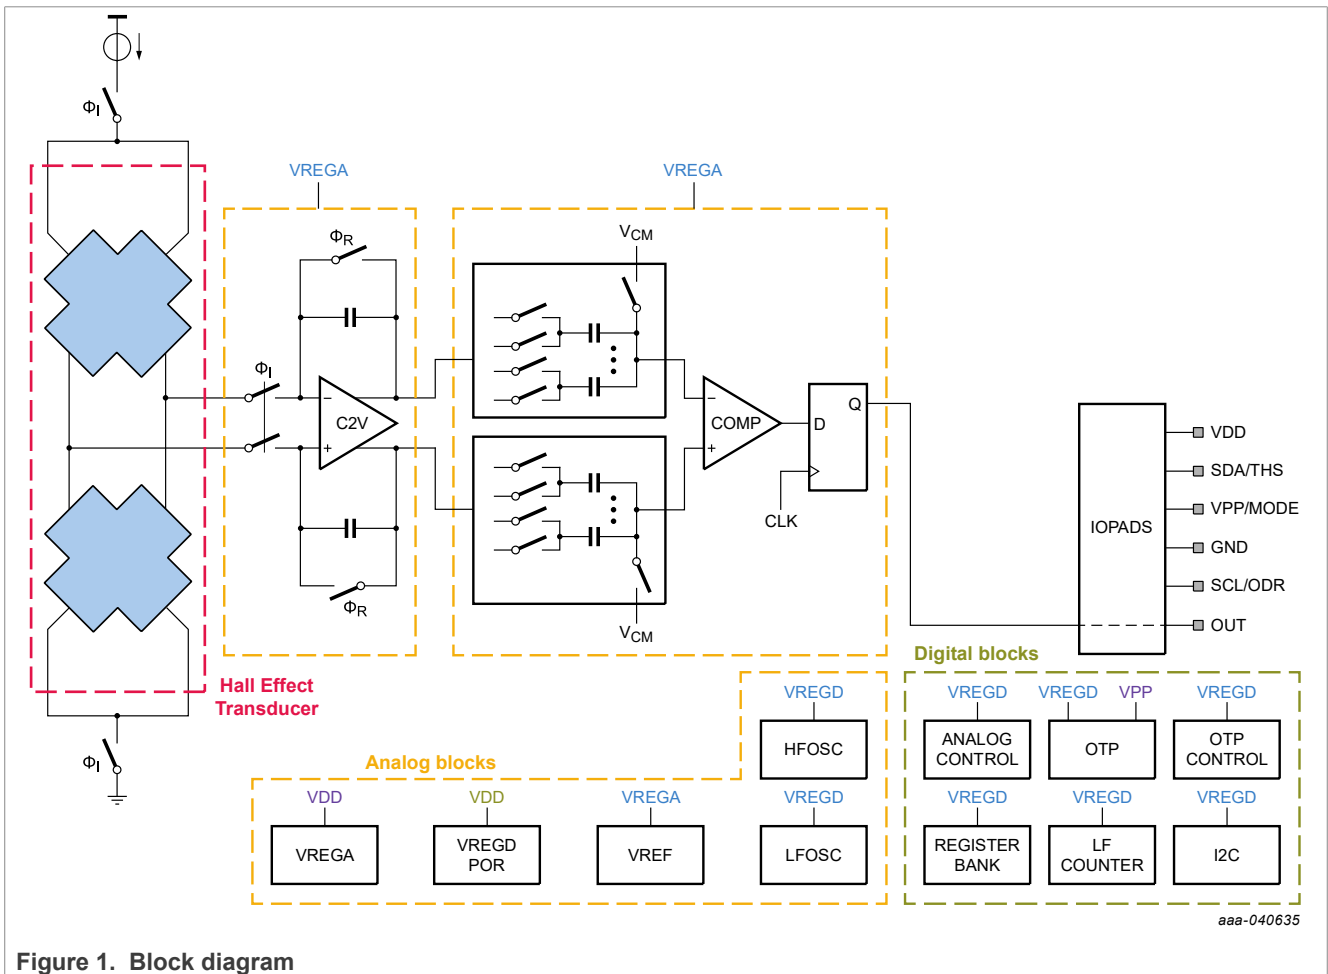 ΦI
VREGA
VREGA
ΦR
VCM
ΦI
−
C2V
+
−
COMP
+
D
Q
CLK
ΦR
VCM
IOPADS
VDD
SDA/THS
VPP/MODE
GND
SCL/ODR
OUT
Hall Effect
Transducer
ΦI
Analog blocks
VREGD
HFOSC
VDD
VREGA
VDD
VREGD
POR
VREGA
VREF
VREGD
LFOSC
Digital blocks
VREGD
ANALOG
CONTROL
VREGD
VPP
OTP
VREGD
OTP
CONTROL
VREGD
REGISTER
BANK
VREGD
LF
COUNTER
VREGD
I2C
aaa-040635
Figure 1. Block diagram